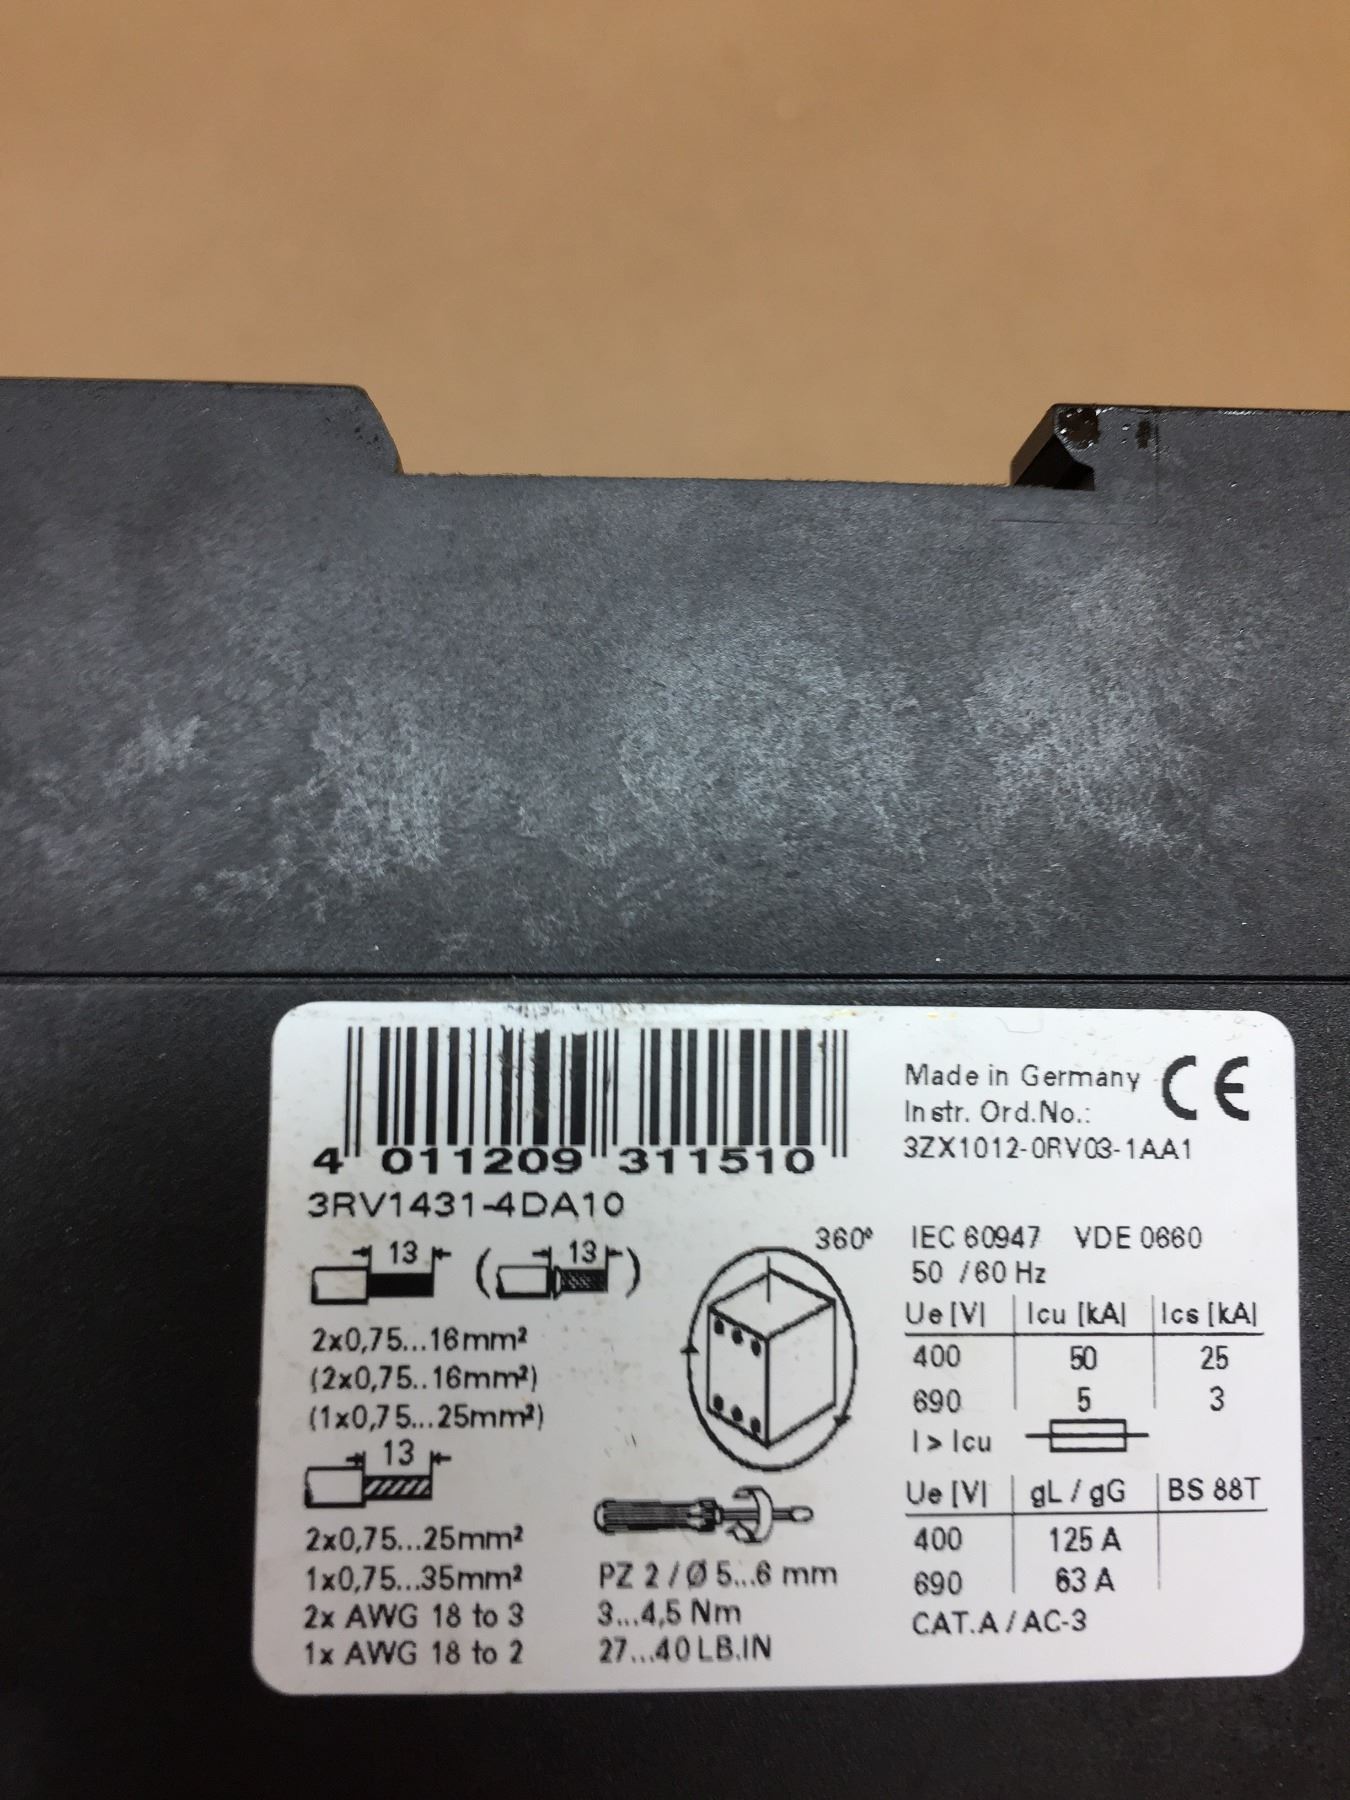 4 011209 311510
3RV1431-4DA10
13 (13)
2x0,75...16mm²
(2x0,75..16mm²)
(1x0,75...25mm²)
13
2x0,75...25mm²
1x0,75...35mm²
2x AWG 18 to 3
1x AWG 18 to 2
360°
PZ 2 / Ø 5...6 mm
3...4,5 Nm
27...40 LB.IN
Made in Germany CE
Instr. Ord.No.:
3ZX1012-0RV03-1AA1
IEC 60947 VDE 0660
50 / 60 Hz
Ue [V] Icu [kA] Ics [kA]
400 50 25
690 5 3
I > Icu
Ue [V] gL / gG BS 88T
400 125 A
690 63 A
CAT.A / AC-3